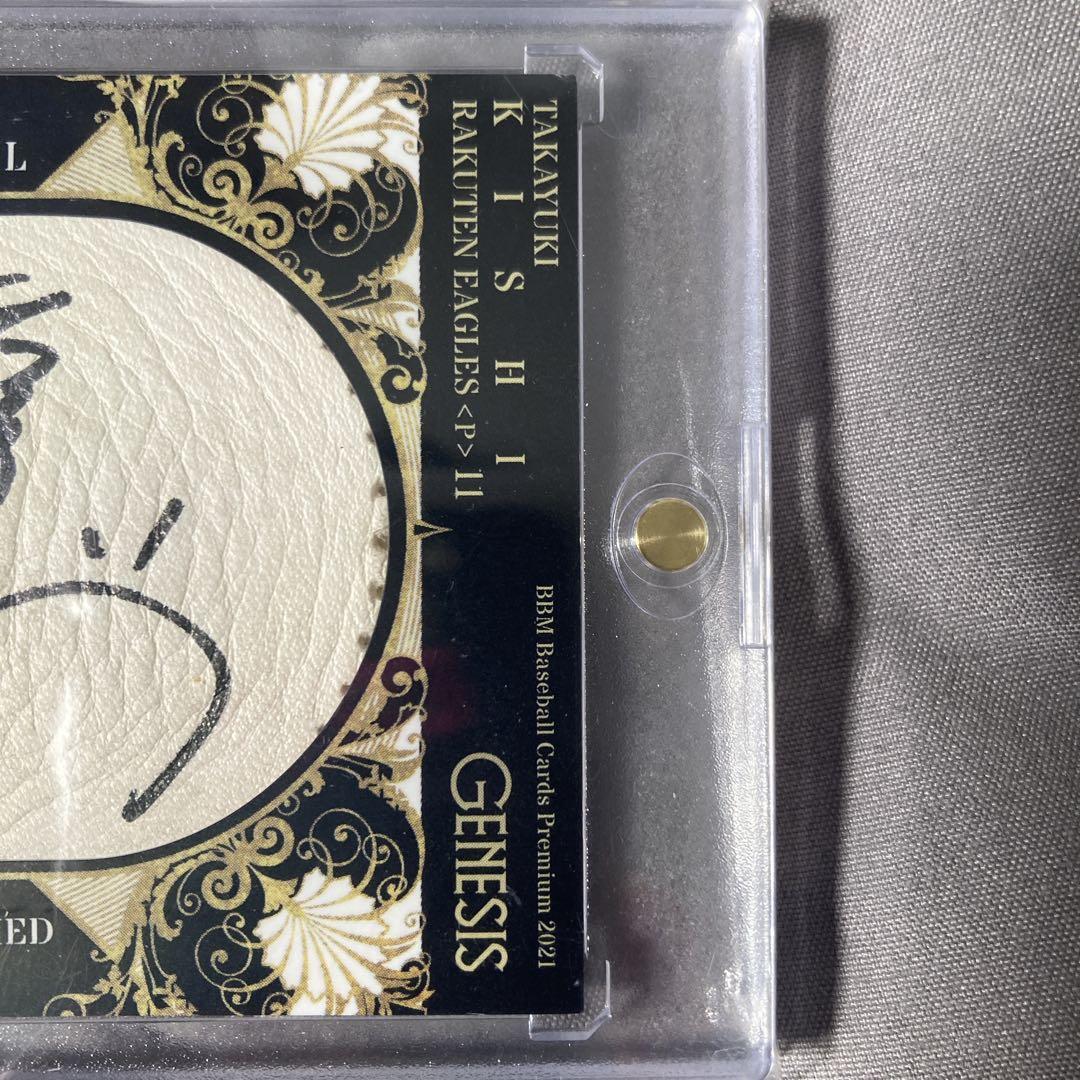 TAKAYUKI
KISHI
RAKUTEN EAGLES <P> 11
BBM Baseball Cards Premium 2021
GENESIS
L